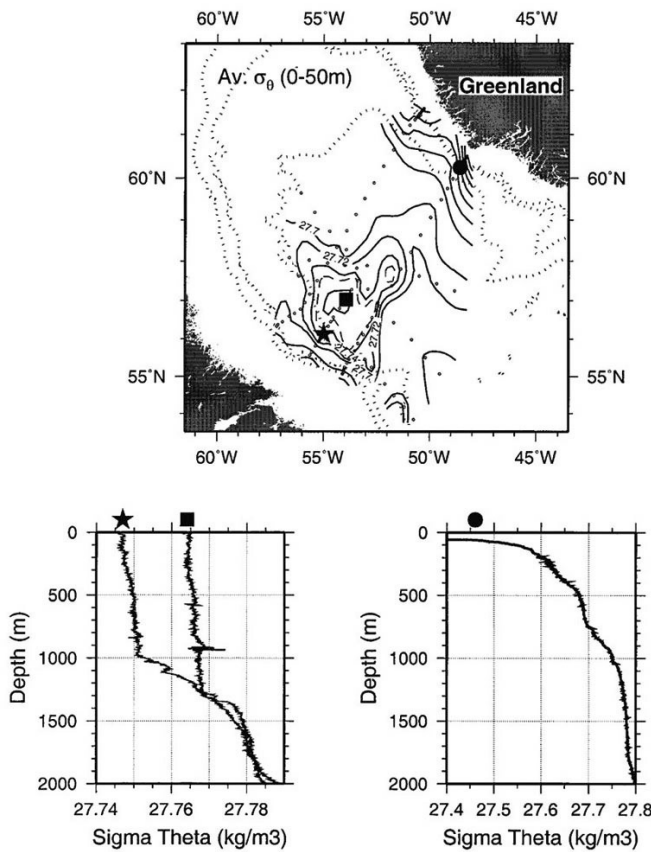 60°W 55°W 50°W 45°W
Av. σθ (0-50m)
Greenland
60°N 60°N
27.7
27.72
27.72
55°N 55°N
60°W 55°W 50°W 45°W
0
500
1000
1500
2000
Depth (m)
27.74 27.76 27.78
Sigma Theta (kg/m3)
0
500
1000
1500
2000
Depth (m)
27.4 27.5 27.6 27.7 27.8
Sigma Theta (kg/m3)